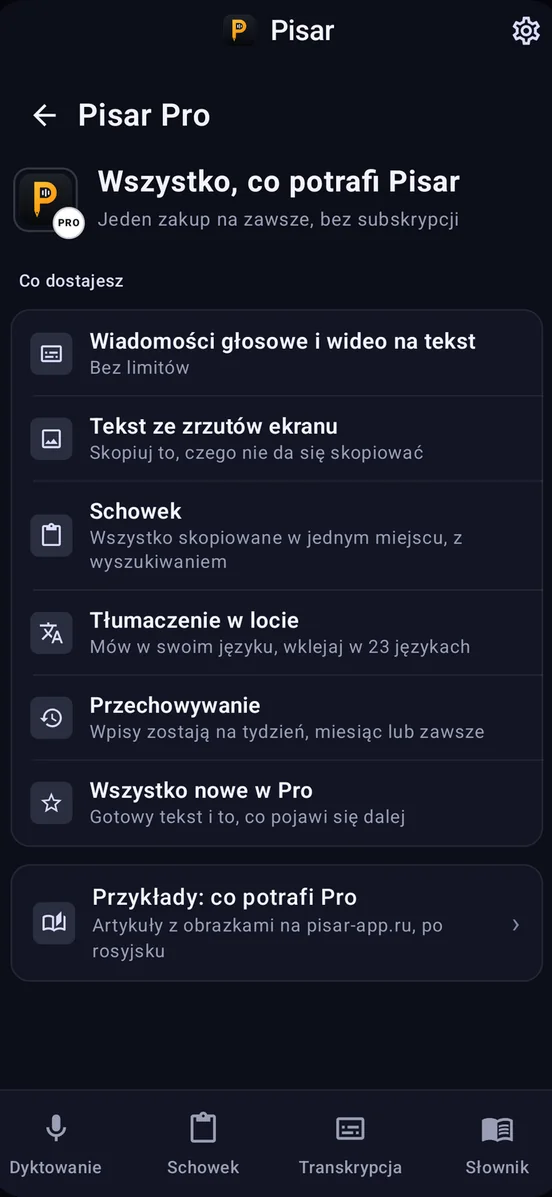 Pisar
Pisar Pro
Wszystko, co potrafi Pisar
PRO
Jeden zakup na zawsze, bez subskrypcji
Co dostajesz
Wiadomości głosowe i wideo na tekst
Bez limitów
Tekst ze zrzutów ekranu
Skopiuj to, czego nie da się skopiować
Schowek
Wszystko skopiowane w jednym miejscu, z
wyszukiwaniem
Tłumaczenie w locie
Mów w swoim języku, wklejaj w 23 językach
Przechowywanie
Wpisy zostają na tydzień, miesiąc lub zawsze
Wszystko nowe w Pro
Gotowy tekst i to, co pojawi się dalej
Przykłady: co potrafi Pro
Artykuły z obrazkami na pisar-app.ru, po
rosyjsku
Dyktowanie
Schowek
Transkrypcja
Słownik